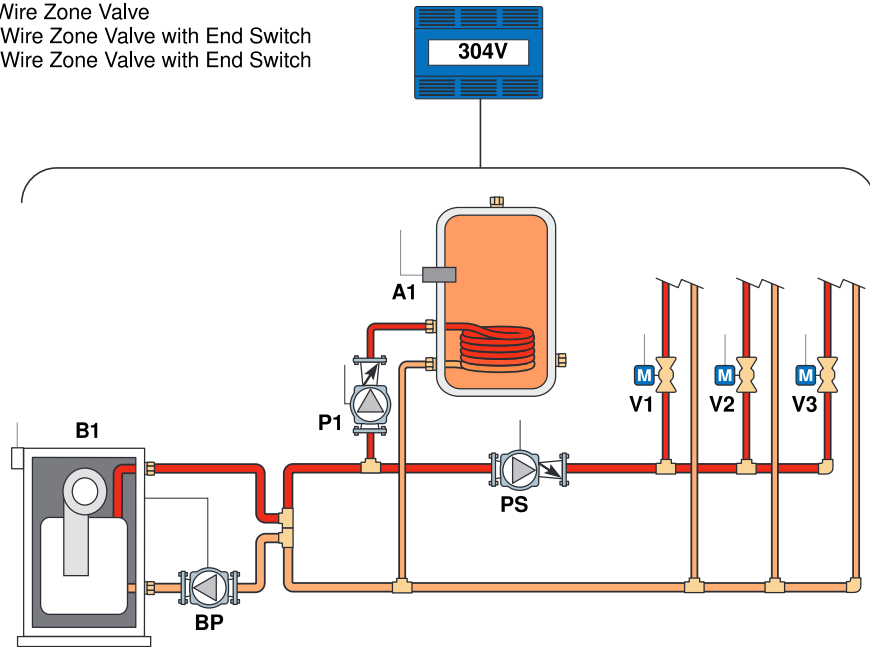 Wire Zone Valve
Wire Zone Valve with End Switch
Wire Zone Valve with End Switch
304V
A1
P1
M
V1
M
V2
M
V3
B1
PS
BP